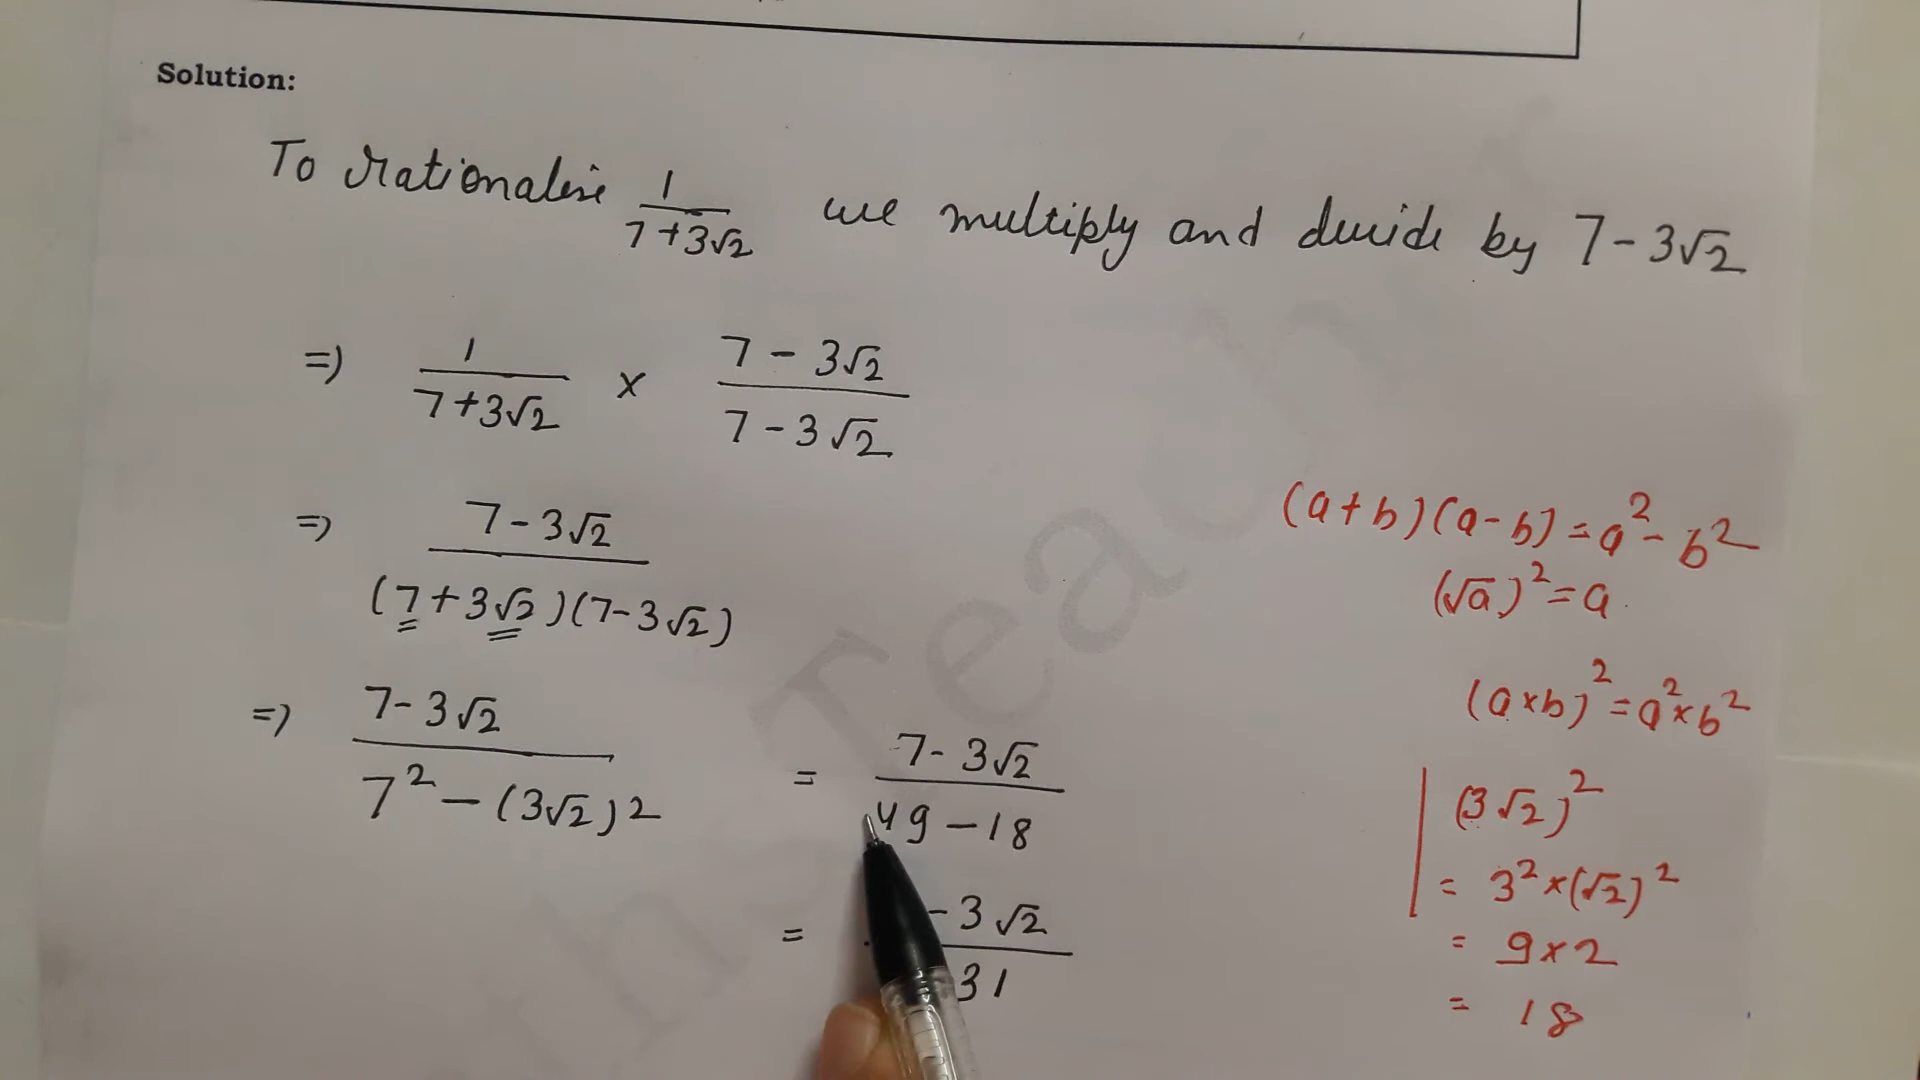 Solution:
To rationalise 1/(7+3√2) we multiply and divide by 7-3√2
=) 1/(7+3√2) × (7-3√2)/(7-3√2)
=) (7-3√2)/((7+3√2)(7-3√2))
=) (7-3√2)/(7²-(3√2)²) = (7-3√2)/(49-18)
= -3√2/31
(a+b)(a-b)=a²-b²
(√a)²=a
(a×b)²=a²×b²
(3√2)²
= 3²×(√2)²
= 9×2
= 18
Teach